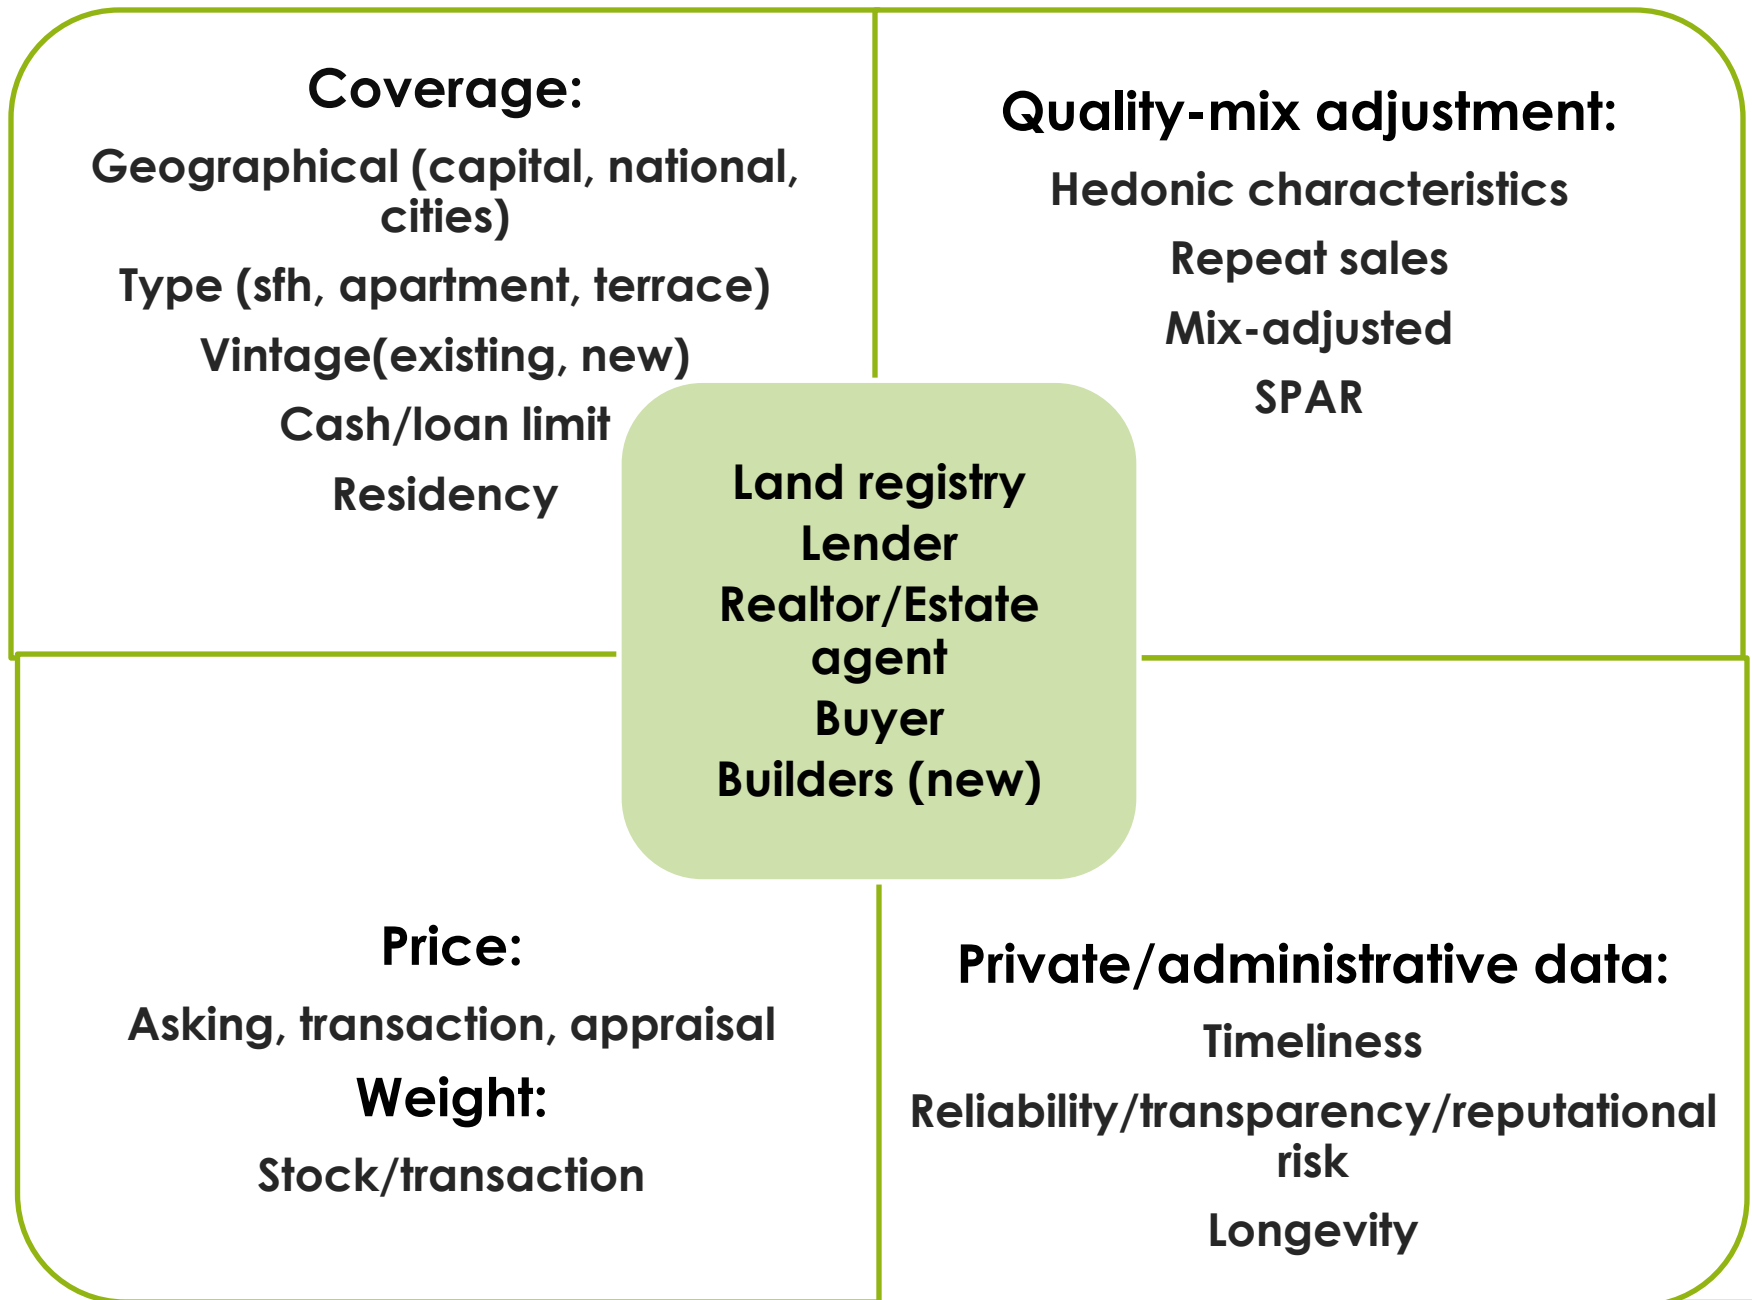 Coverage:
Geographical (capital, national,
cities)
Type (sfh, apartment, terrace)
Vintage(existing, new)
Cash/loan limit
Residency
Quality-mix adjustment:
Hedonic characteristics
Repeat sales
Mix-adjusted
SPAR
Land registry
Lender
Realtor/Estate
agent
Buyer
Builders (new)
Price:
Asking, transaction, appraisal
Weight:
Stock/transaction
Private/administrative data:
Timeliness
Reliability/transparency/reputational
risk
Longevity